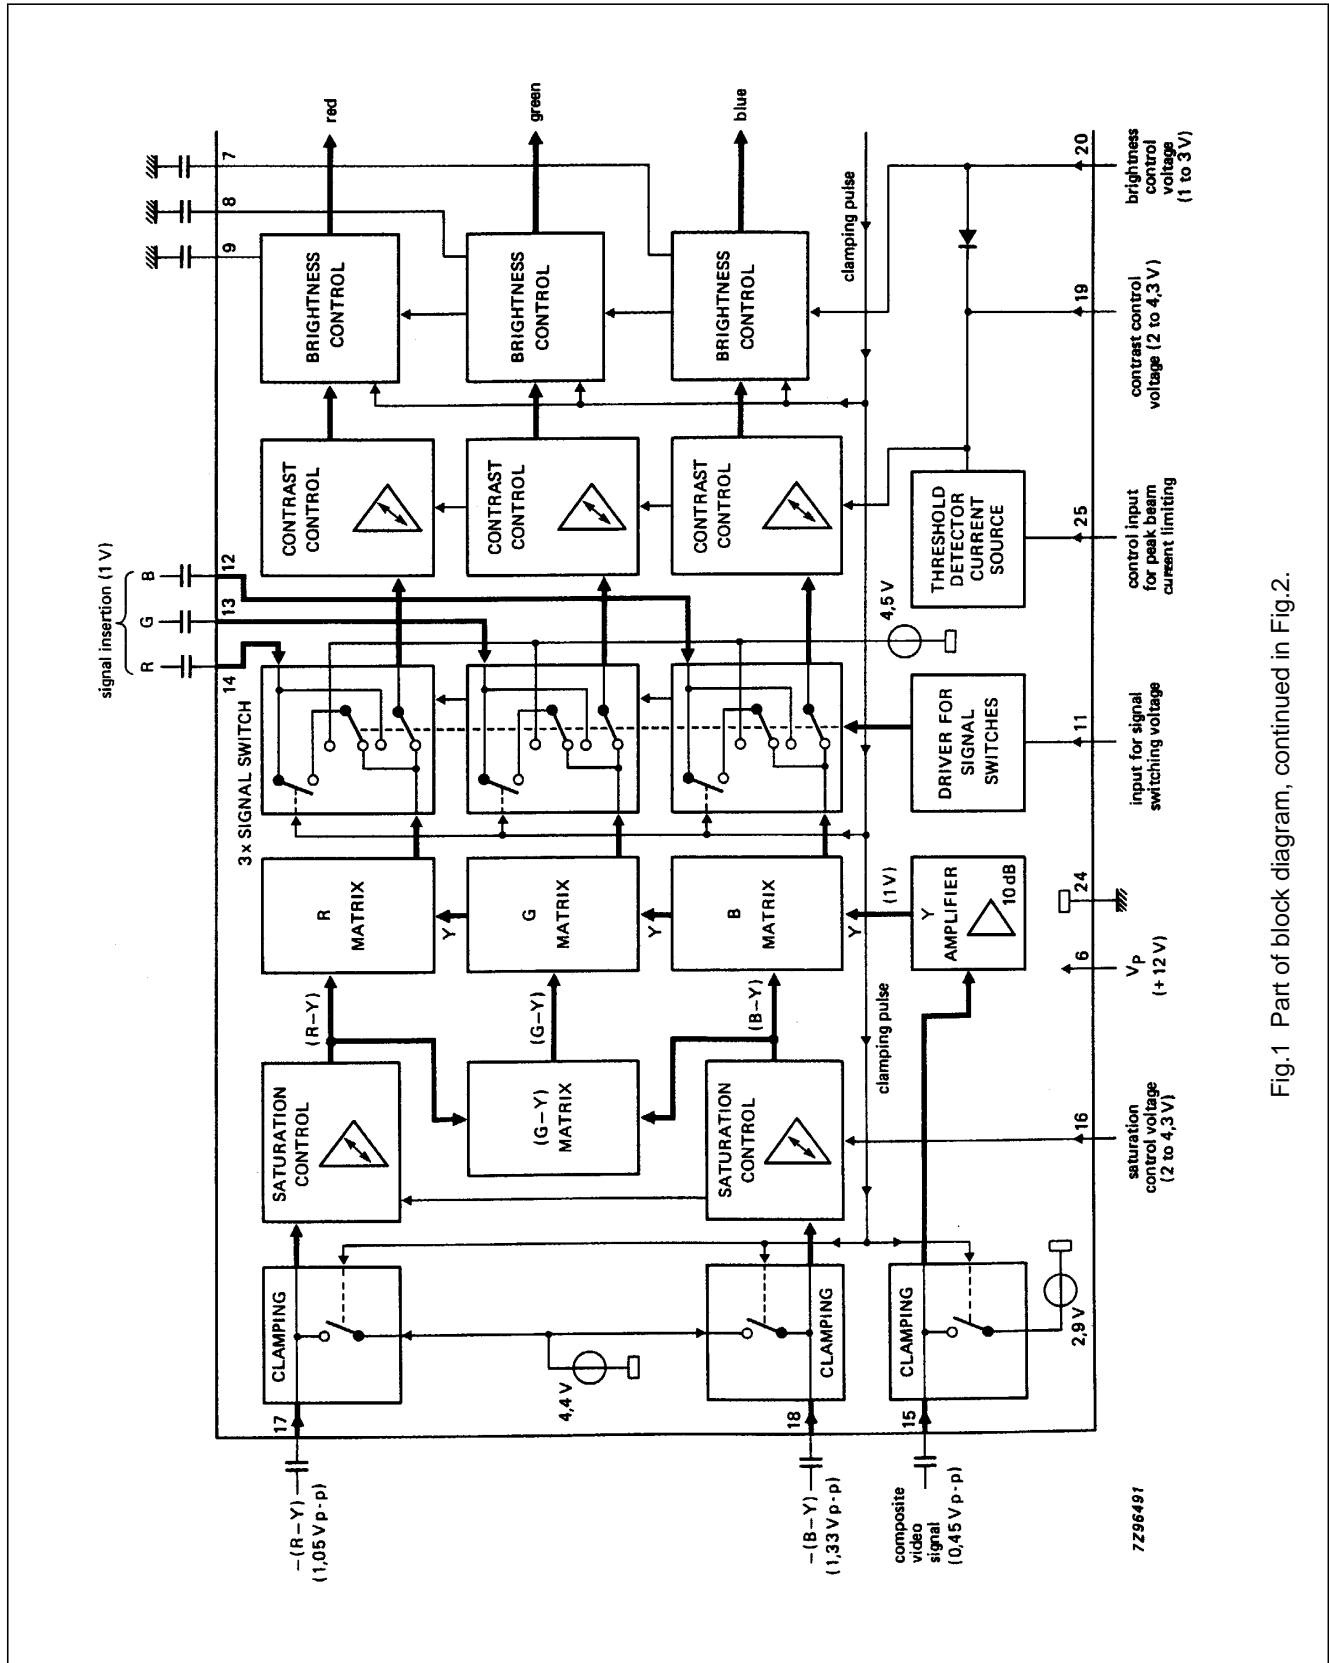 signal insertion (1 V)
R
G
B
14
13
12
9
8
7
red
green
blue
3 x SIGNAL SWITCH
–(R–Y)
(1,05 V p-p)
17
CLAMPING
SATURATION
CONTROL
(R–Y)
R
MATRIX
CONTRAST
CONTROL
BRIGHTNESS
CONTROL
4,4 V
(G–Y)
MATRIX
(G–Y)
Y
G
MATRIX
CONTRAST
CONTROL
BRIGHTNESS
CONTROL
–(B–Y)
(1,33 V p-p)
18
CLAMPING
SATURATION
CONTROL
(B–Y)
Y
B
MATRIX
CONTRAST
CONTROL
BRIGHTNESS
CONTROL
clamping pulse
clamping pulse
composite
video
signal
(0,45 V p-p)
15
CLAMPING
2,9 V
Y
(1 V)
Y
AMPLIFIER
10 dB
DRIVER FOR
SIGNAL
SWITCHES
4,5 V
THRESHOLD
DETECTOR
CURRENT
SOURCE
16
saturation
control voltage
(2 to 4,3 V)
6
VP
(+ 12 V)
24
11
input for signal
switching voltage
25
control input
for peak beam
current limiting
19
contrast control
voltage (2 to 4,3 V)
20
brightness
control
voltage
(1 to 3 V)
7Z96491
Fig.1 Part of block diagram, continued in Fig.2.